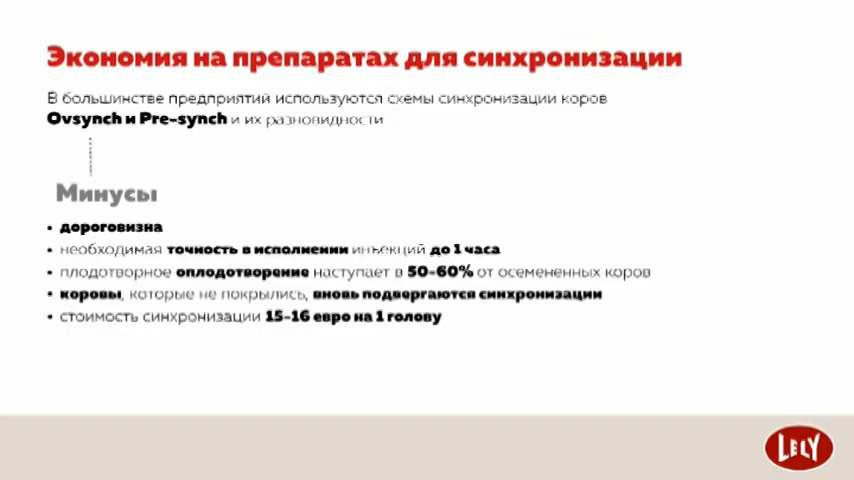 Экономия на препаратах для синхронизации
В большинстве предприятий используются схемы синхронизации коров
Ovsynch и Pre-synch и их разновидности
Минусы
• дороговизна
• необходимая точность в исполнении инъекций до 1 часа
• плодотворное оплодотворение наступает в 50-60% от осемененных коров
• коровы, которые не покрылись, вновь подвергаются синхронизации
• стоимость синхронизации 15-16 евро на 1 голову
LELY